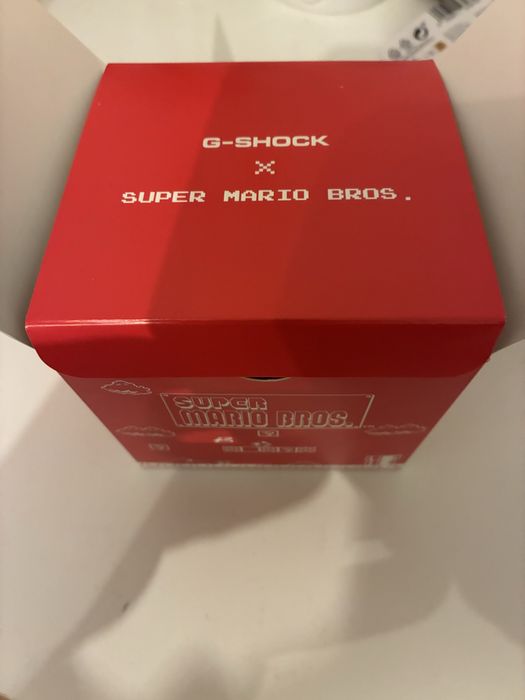 G-SHOCK
X
SUPER MARIO BROS.
SUPER
MARIO BROS.